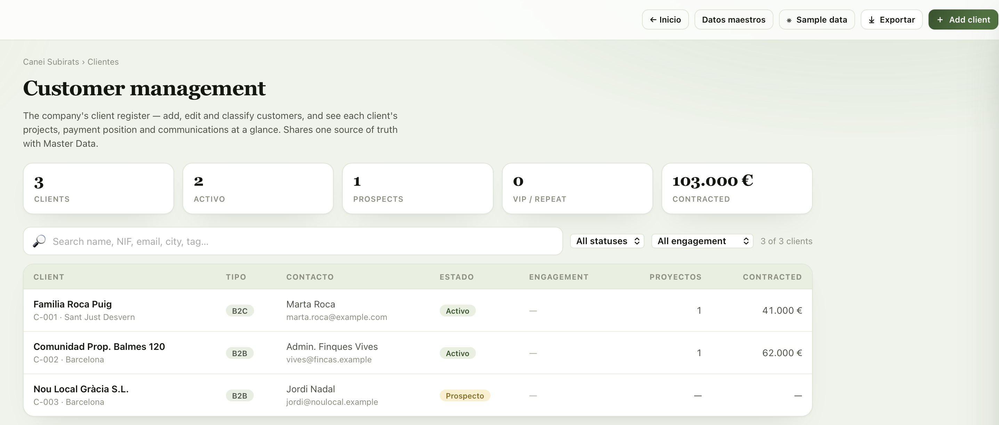 ← Inicio
Datos maestros
⁕ Sample data
↓ Exportar
+ Add client
Canei Subirats › Clientes
Customer management
The company's client register — add, edit and classify customers, and see each client's
projects, payment position and communications at a glance. Shares one source of truth
with Master Data.
3
CLIENTS
2
ACTIVO
1
PROSPECTS
0
VIP / REPEAT
103.000 €
CONTRACTED
Search name, NIF, email, city, tag...
All statuses
All engagement
3 of 3 clients
CLIENT TIPO CONTACTO ESTADO ENGAGEMENT PROYECTOS CONTRACTED
Familia Roca Puig
C-001 · Sant Just Desvern
B2C
Marta Roca
marta.roca@example.com
Activo
—
1
41.000 €
Comunidad Prop. Balmes 120
C-002 · Barcelona
B2B
Admin. Finques Vives
vives@fincas.example
Activo
—
1
62.000 €
Nou Local Gràcia S.L.
C-003 · Barcelona
B2B
Jordi Nadal
jordi@noulocal.example
Prospecto
—
—
—